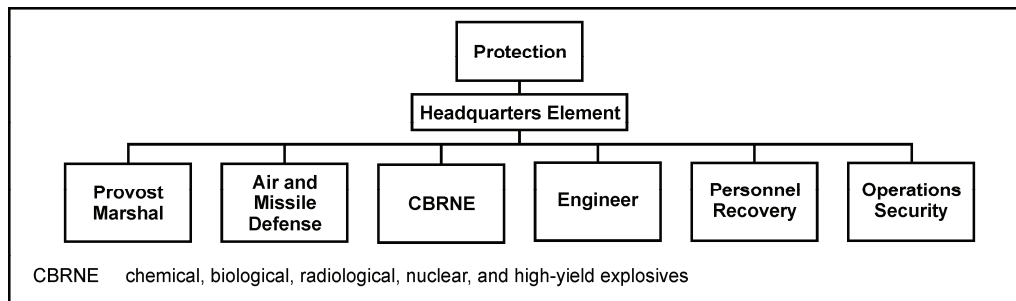 Protection
Headquarters Element
Provost
Marshal
Air and
Missile
Defense
CBRNE
Engineer
Personnel
Recovery
Operations
Security
CBRNE chemical, biological, radiological, nuclear, and high-yield explosives